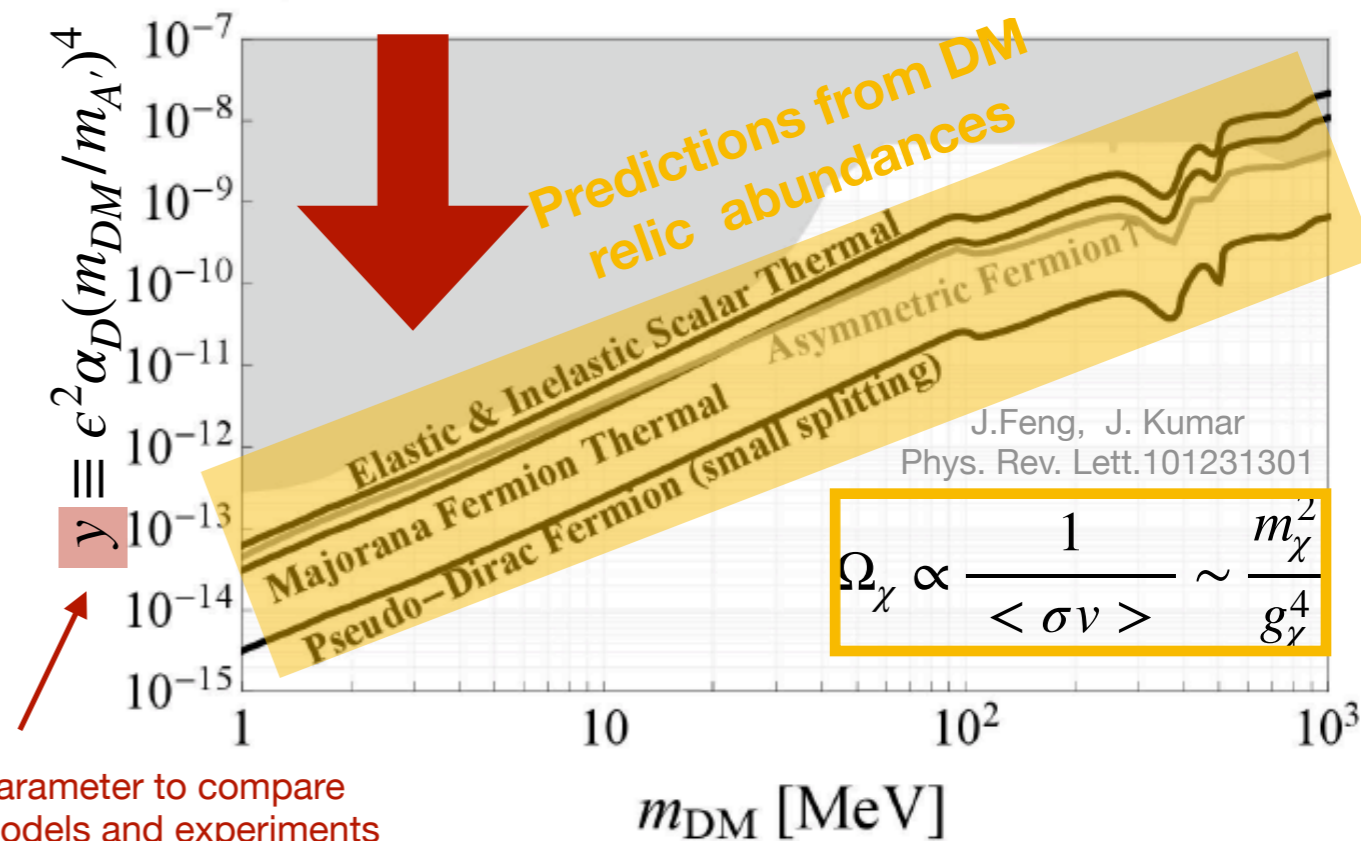 10⁻⁷
10⁻⁸
10⁻⁹
10⁻¹⁰
10⁻¹¹
10⁻¹²
10⁻¹³
10⁻¹⁴
10⁻¹⁵
y ≡ ϵ²α_D(m_DM/m_A′)⁴
Predictions from DM
relic abundances
Elastic & Inelastic Scalar Thermal
Asymmetric Fermion↑
Majorana Fermion Thermal
Pseudo−Dirac Fermion (small splitting)
J.Feng, J. Kumar
Phys. Rev. Lett.101231301
Ω_χ ∝ 1/< σv > ∼ m_χ²/g_χ⁴
1 10 10² 10³
m_DM [MeV]
arameter to compare
odels and experiments